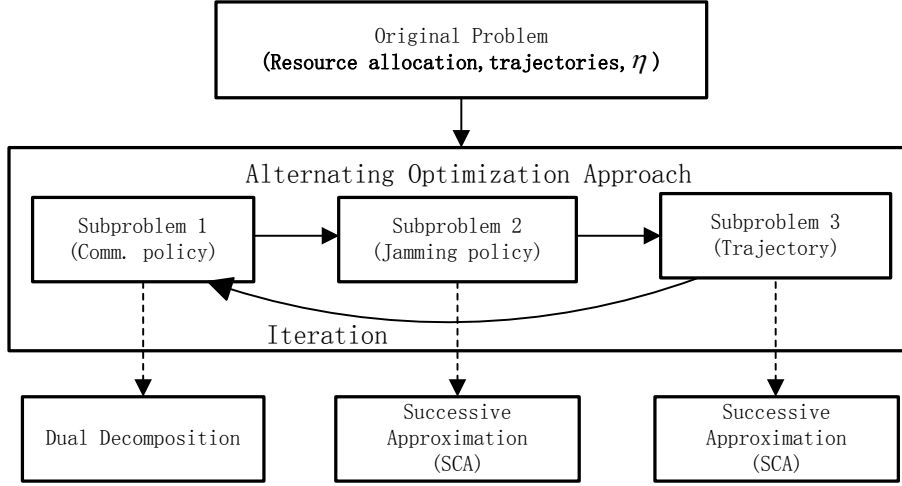 Original Problem
(Resource allocation, trajectories, η)
Alternating Optimization Approach
Subproblem 1
(Comm. policy)
Subproblem 2
(Jamming policy)
Subproblem 3
(Trajectory)
Iteration
Dual Decomposition
Successive
Approximation
(SCA)
Successive
Approximation
(SCA)